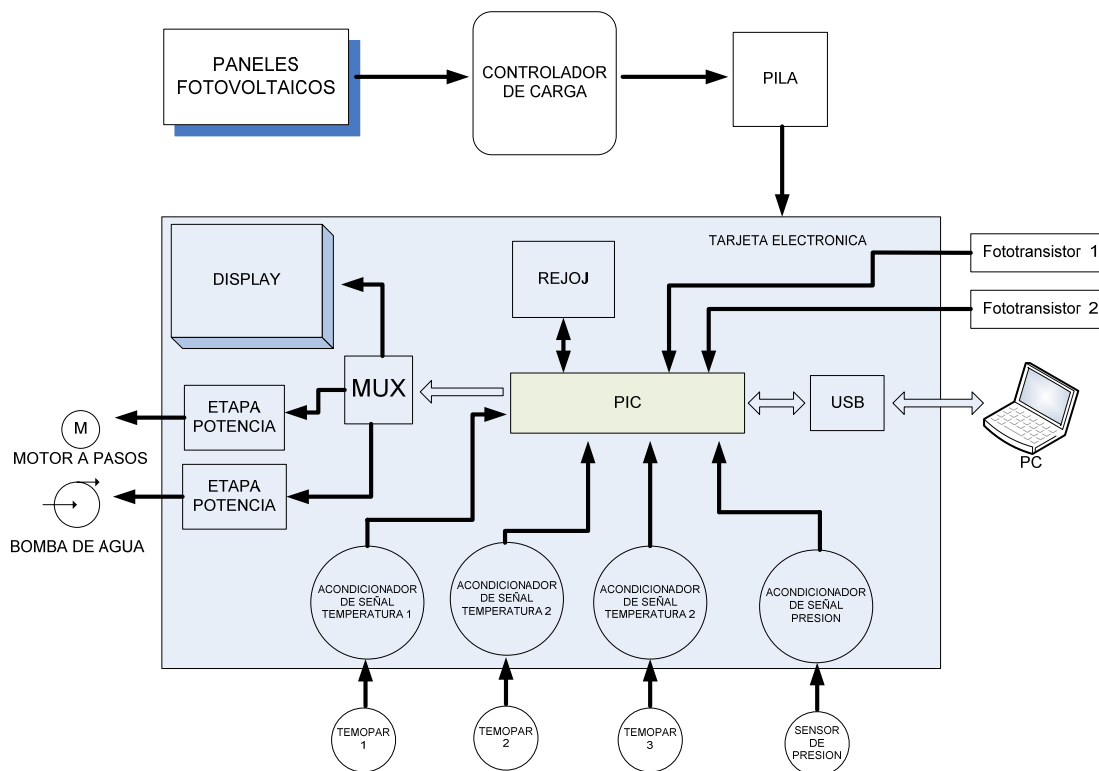 PANELES
FOTOVOLTAICOS
CONTROLADOR
DE CARGA
PILA
TARJETA ELECTRONICA
Fototransistor 1
Fototransistor 2
DISPLAY
REJOJ
MUX
PIC
USB
PC
ETAPA
POTENCIA
M
MOTOR A PASOS
ETAPA
POTENCIA
BOMBA DE AGUA
ACONDICIONADOR
DE SEÑAL
TEMPERATURA 1
ACONDICIONADOR
DE SEÑAL
TEMPERATURA 2
ACONDICIONADOR
DE SEÑAL
TEMPERATURA 2
ACONDICIONADOR
DE SEÑAL
PRESION
TEMOPAR
1
TEMOPAR
2
TEMOPAR
3
SENSOR
DE
PRESION